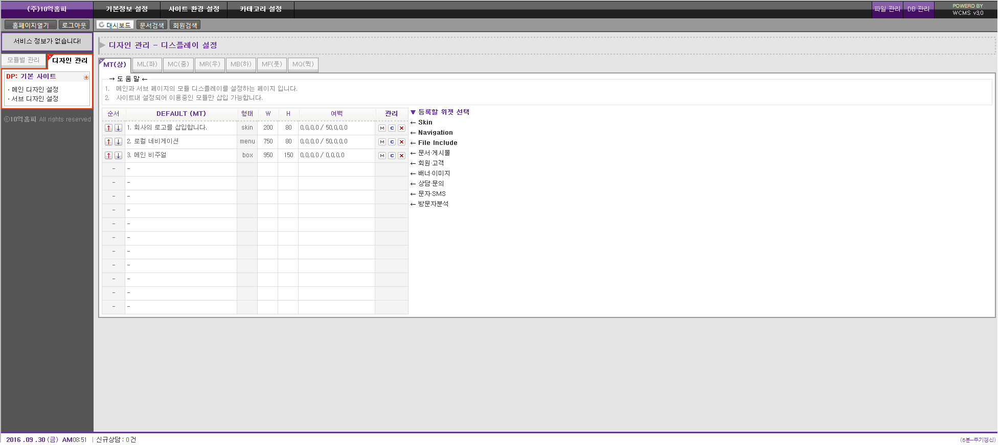 (주)10억홈피 기본정보 설정 사이트 환경 설정 카테고리 설정 파일 관리 DB 관리 POWERD BY
WCMS v3.0
홈페이지열기 로그아웃 대시보드 문서검색 회원검색
서비스 정보가 없습니다!
모듈별 관리 디자인 관리
DP: 기본 사이트
· 메인 디자인 설정
· 서브 디자인 설정
ⓒ10억홈피 All rights reserved
디자인 관리 - 디스플레이 설정
MT(상) ML(좌) MC(중) MR(우) MB(하) MF(풋) MQ(퀵)
→ 도 움 말 ←
1. 메인과 서브 페이지의 모듈 디스플레이를 설정하는 페이지 입니다.
2. 사이트내 설정되어 이용중인 모듈만 삽입 가능합니다.
순서 DEFAULT (MT) 형태 W H 여백 관리
↑ ↓ 1. 회사의 로고를 삽입합니다. skin 200 80 0,0,0,0 / 50,0,0,0 M C X
↑ ↓ 2. 로컬 네비게이션 menu 750 80 0,0,0,0 / 50,0,0,0 M C X
↑ ↓ 3. 메인 비주얼 box 950 150 0,0,0,0 / 0,0,0,0 M C X
- -
- -
- -
- -
- -
- -
- -
- -
- -
- -
- -
▼ 등록할 위젯 선택
← Skin
← Navigation
← File Include
← 문서·게시물
← 회원·고객
← 배너·이미지
← 상담·문의
← 문자·SMS
← 방문자분석
2016 .09 .30 (금) AM08:51 | 신규상담 : 0 건 (6분-주기갱신)